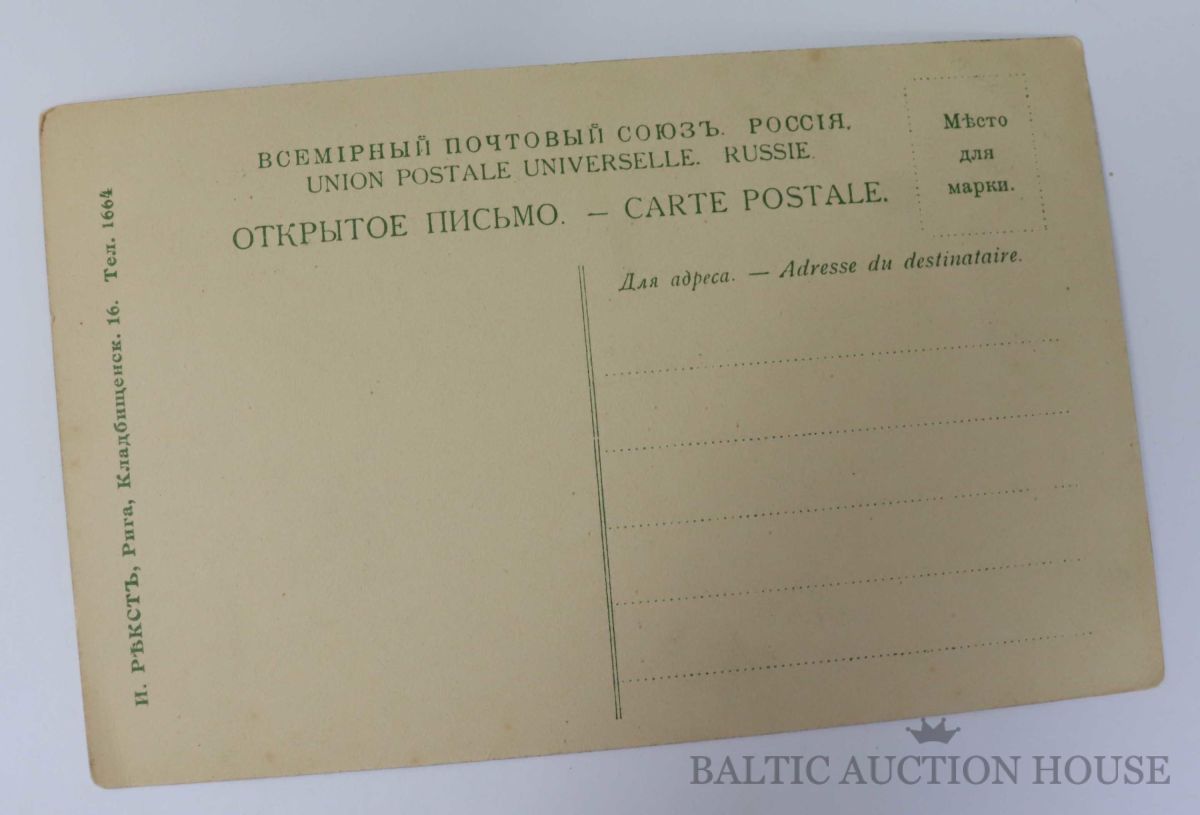 ВСЕМІРНЫЙ ПОЧТОВЫЙ СОЮЗЪ. РОССІЯ.
UNION POSTALE UNIVERSELLE. RUSSIE
ОТКРЫТОЕ ПИСЬМО. — CARTE POSTALE.
Мѣсто
для
марки.
Для адреса. — Adresse du destinataire.
И. РѢКСТЪ, Рига, Кладбищенск. 16. Тел. 1664
BALTIC AUCTION HOUSE